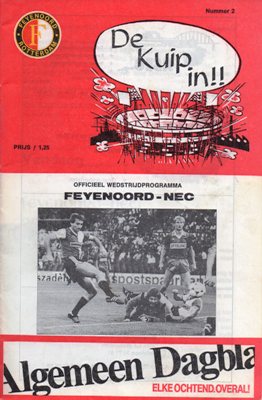 Nummer 2
FEYENOORD
ROTTERDAM
F
De
Kuip
in!!
PRIJS / 1,25
OFFICIEEL WEDSTRIJDPROGRAMMA
FEYENOORD - NEC
postspaar
Algemeen Dagbla
ELKE OCHTEND. OVERAL!